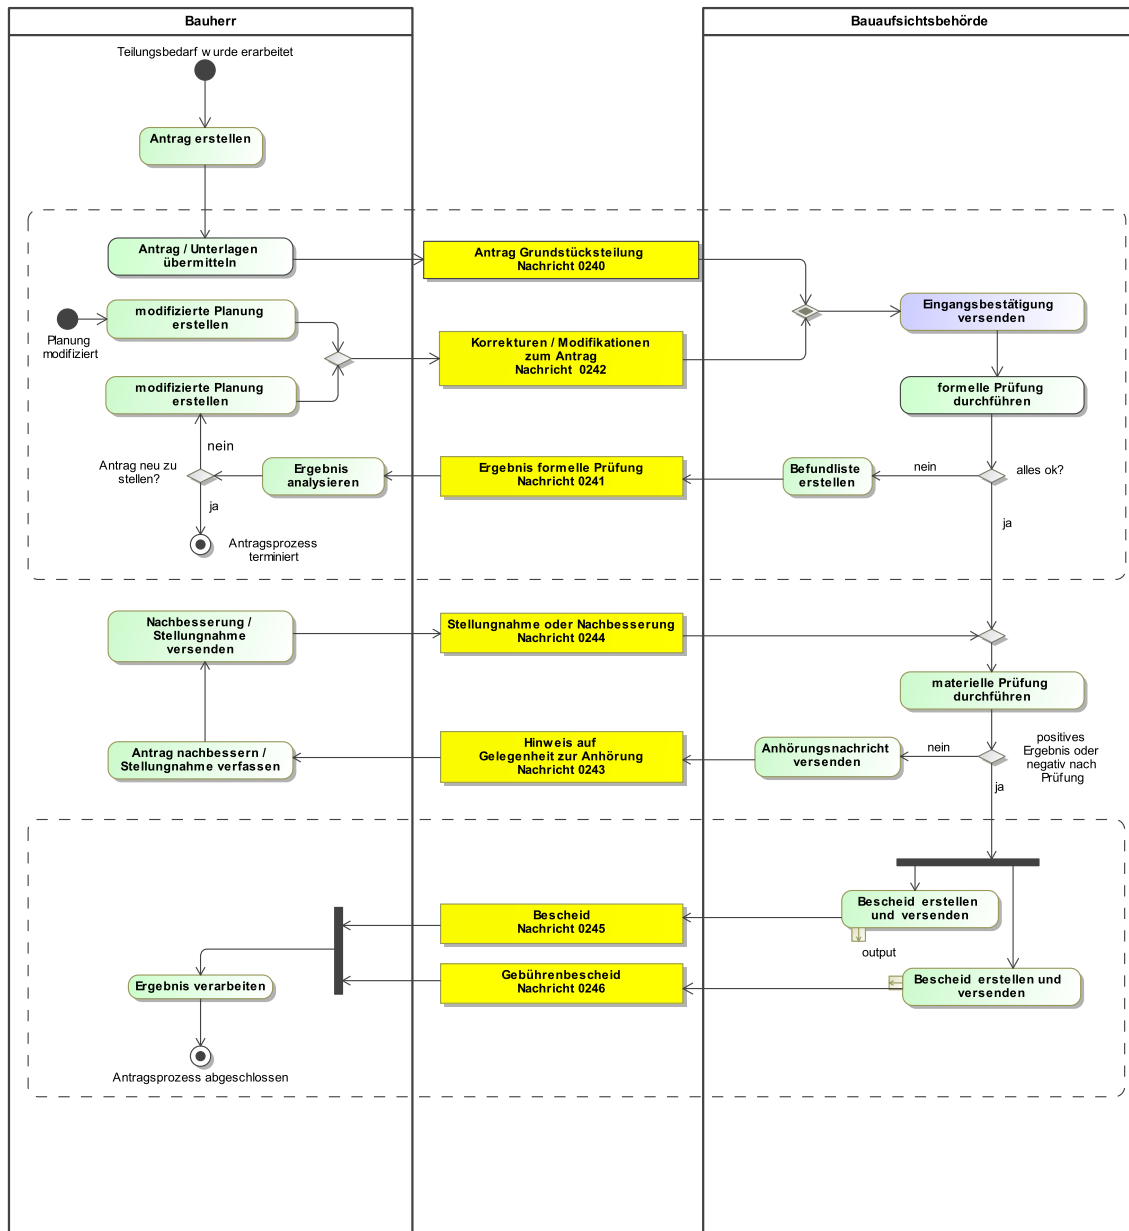 Bauherr
Bauaufsichtsbehörde
Teilungsbedarf wurde erarbeitet
Antrag erstellen
Antrag / Unterlagen
übermitteln
Antrag Grundstücksteilung
Nachricht 0240
modifizierte Planung
erstellen
Planung
modifiziert
Eingangsbestätigung
versenden
Korrekturen / Modifikationen
zum Antrag
Nachricht 0242
modifizierte Planung
erstellen
formelle Prüfung
durchführen
nein
Antrag neu zu
stellen?
ja
Ergebnis
analysieren
Ergebnis formelle Prüfung
Nachricht 0241
Befundliste
erstellen
nein
alles ok?
ja
Antragsprozess
terminiert
Nachbesserung /
Stellungnahme
versenden
Stellungnahme oder Nachbesserung
Nachricht 0244
materielle Prüfung
durchführen
Antrag nachbessern /
Stellungnahme verfassen
Hinweis auf
Gelegenheit zur Anhörung
Nachricht 0243
Anhörungsnachricht
versenden
nein
positives
Ergebnis oder
negativ nach
Prüfung
ja
Bescheid
Nachricht 0245
Bescheid erstellen
und versenden
output
Gebührenbescheid
Nachricht 0246
Bescheid erstellen und
versenden
Ergebnis verarbeiten
Antragsprozess abgeschlossen